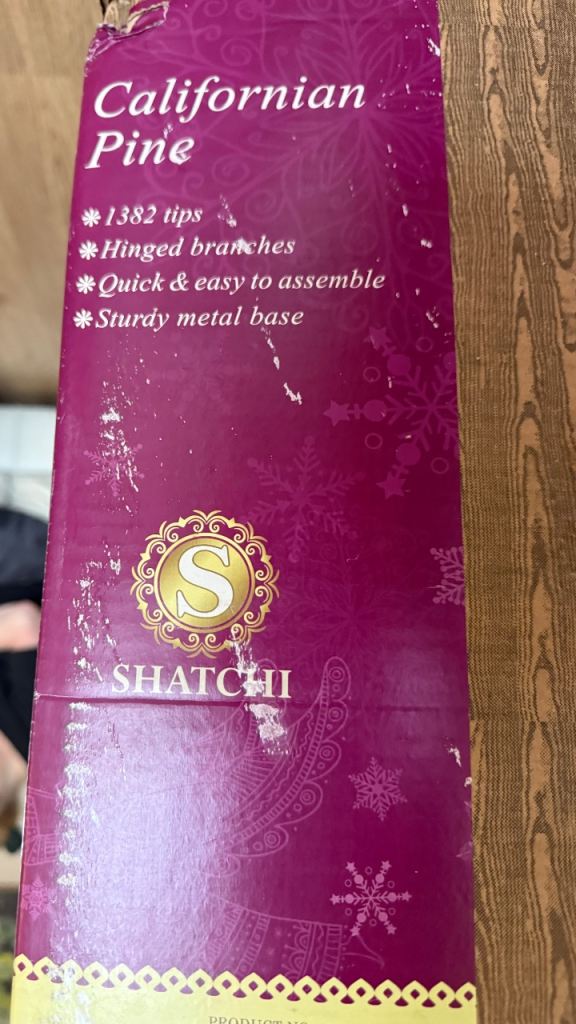 Californian
Pine
1382 tips
Hinged branches
Quick & easy to assemble
Sturdy metal base
S
SHATCHI